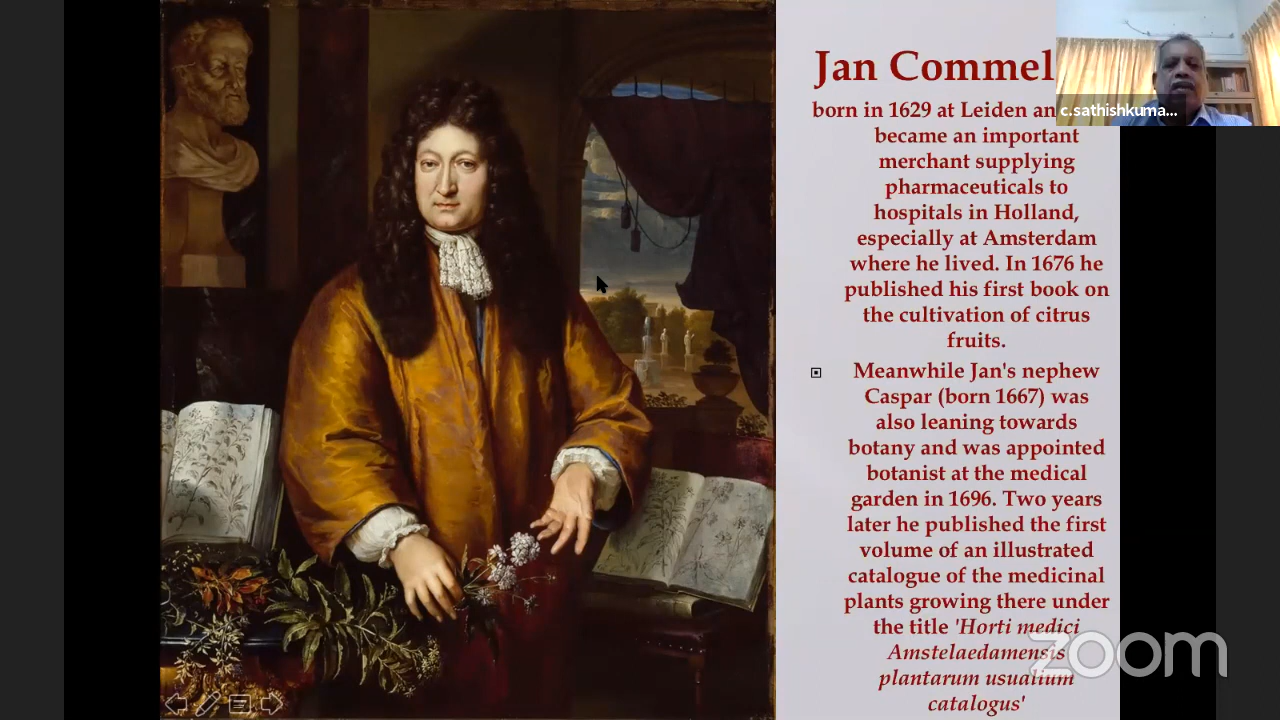 Jan Commel
born in 1629 at Leiden an
became an important
merchant supplying
pharmaceuticals to
hospitals in Holland,
especially at Amsterdam
where he lived. In 1676 he
published his first book on
the cultivation of citrus
fruits.
Meanwhile Jan's nephew
Caspar (born 1667) was
also leaning towards
botany and was appointed
botanist at the medical
garden in 1696. Two years
later he published the first
volume of an illustrated
catalogue of the medicinal
plants growing there under
the title 'Horti medici
Amstelaedamensis
plantarum usualium
catalogus'
c.sathishkuma...
zoom